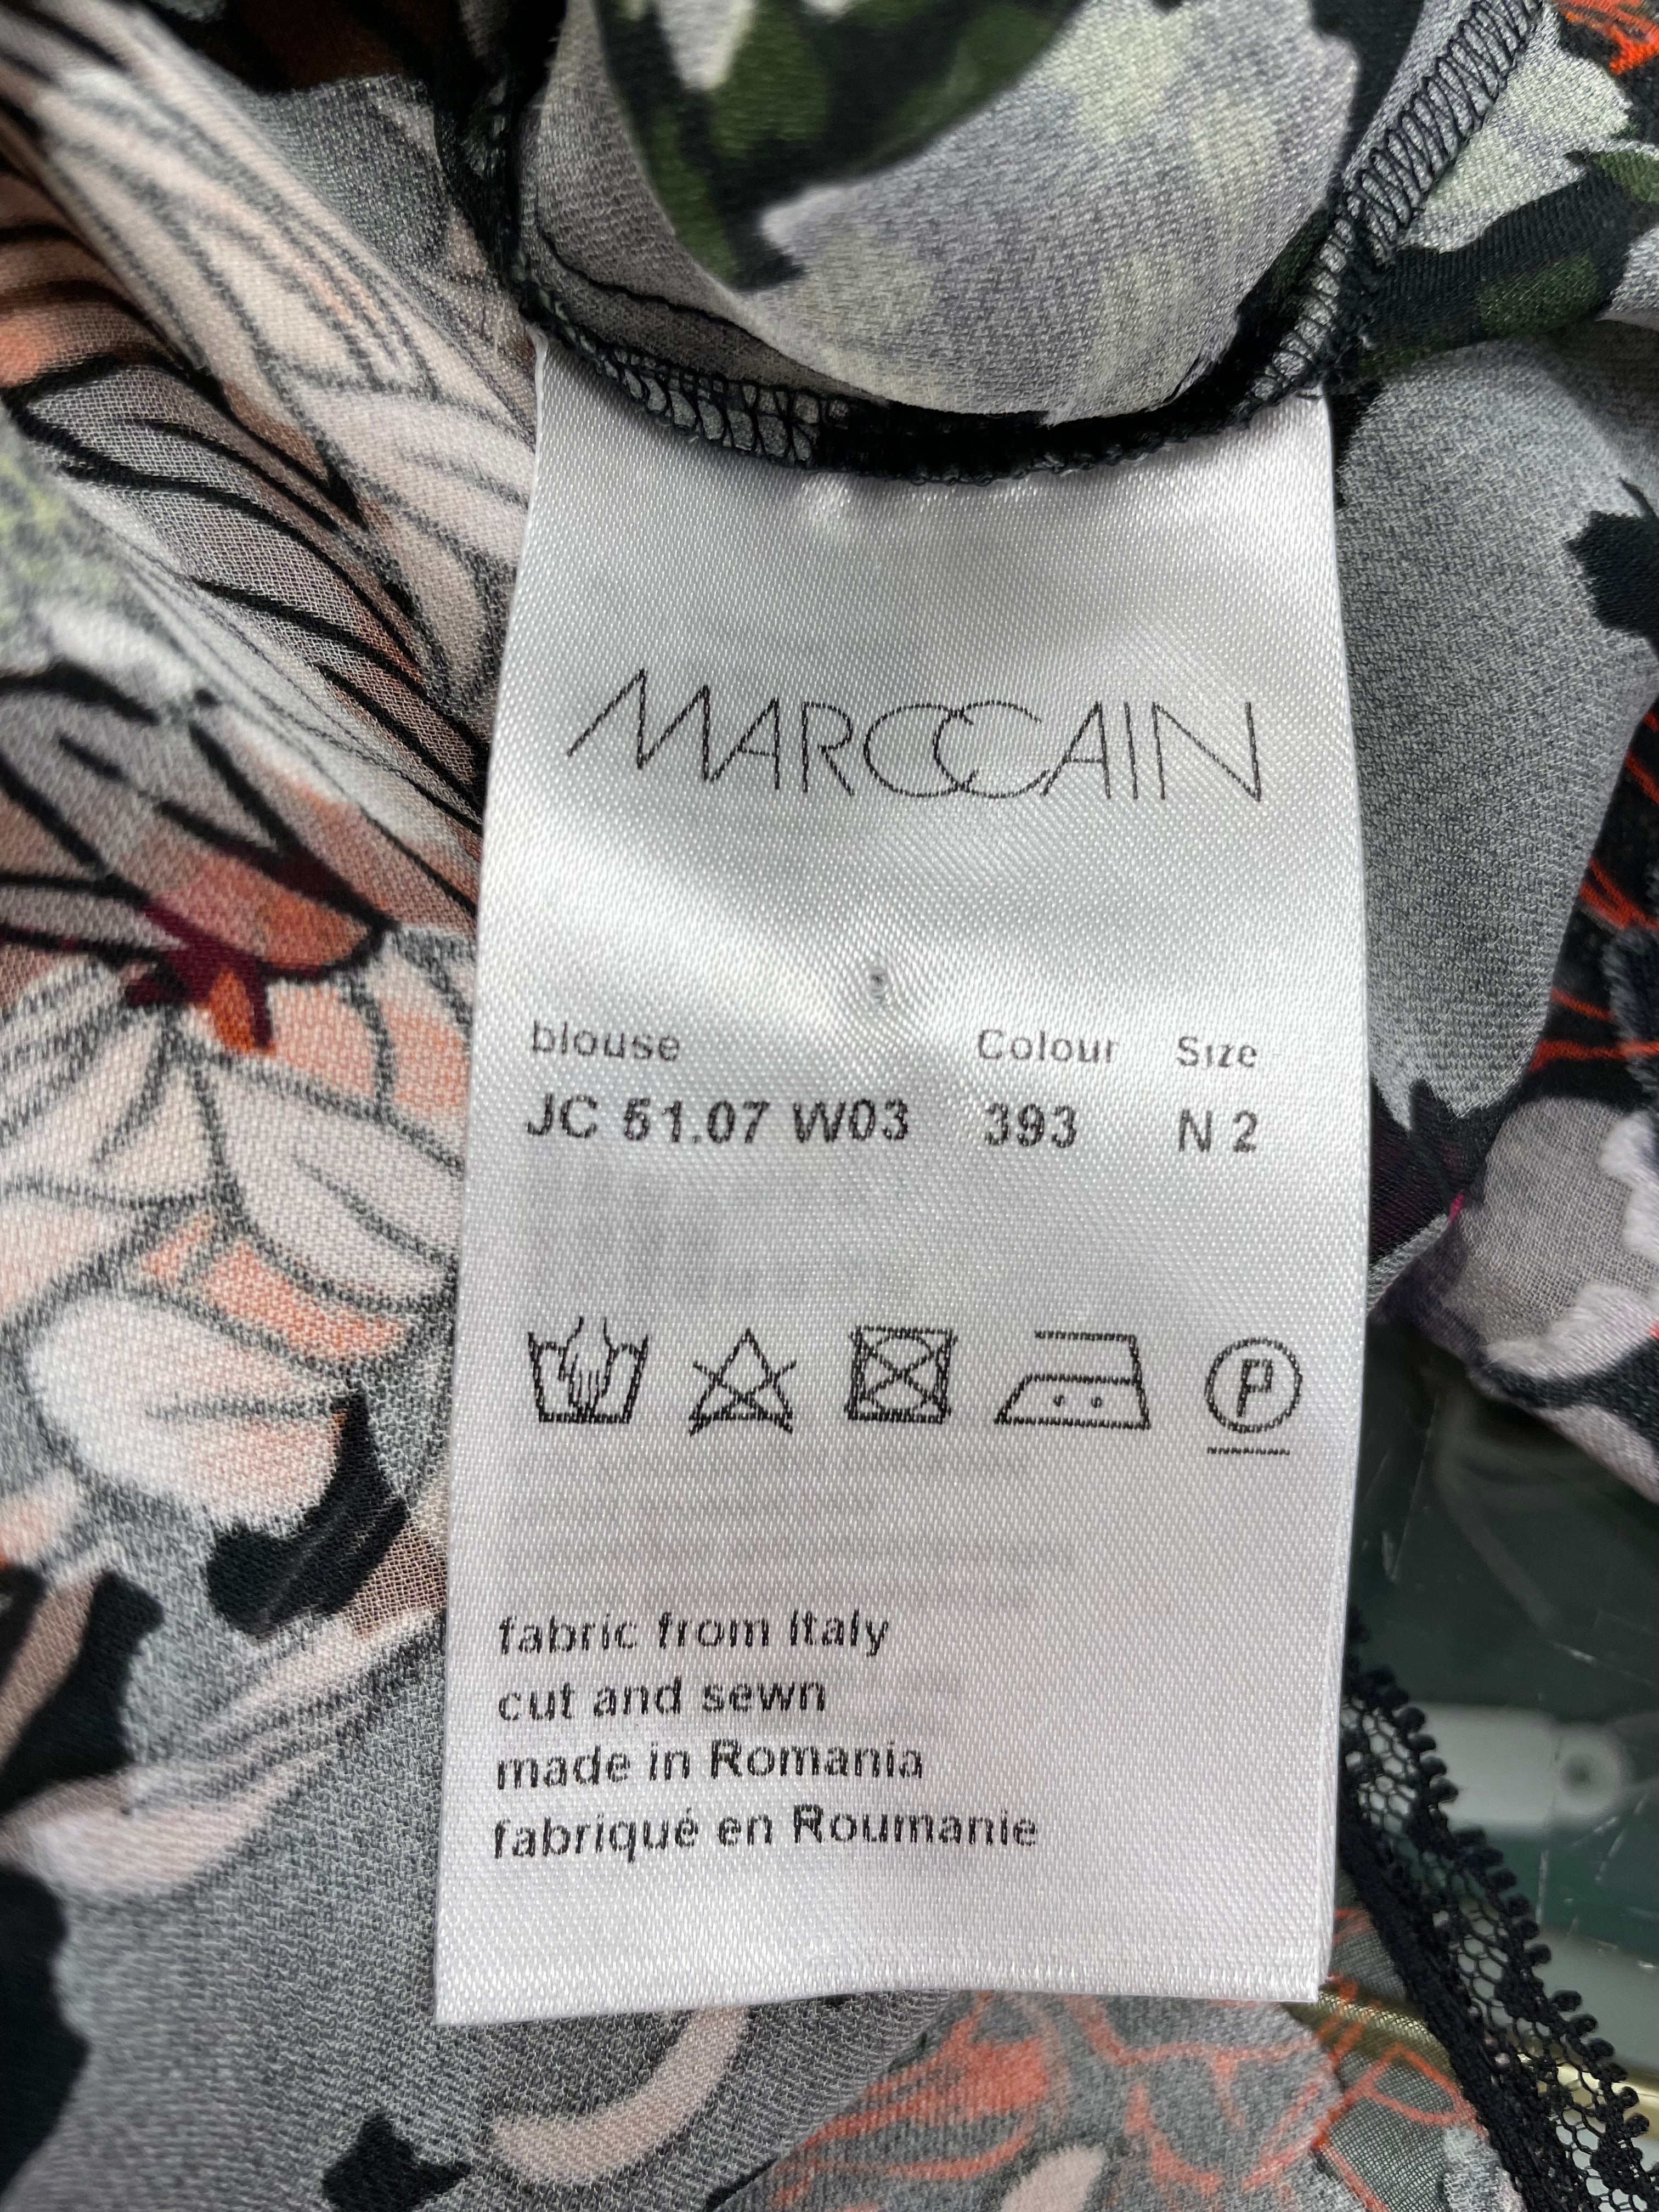 MARCCAIN
blouse Colour Size
JC 51.07 W03 393 N 2
P
fabric from Italy
cut and sewn
made in Romania
fabriqué en Roumanie